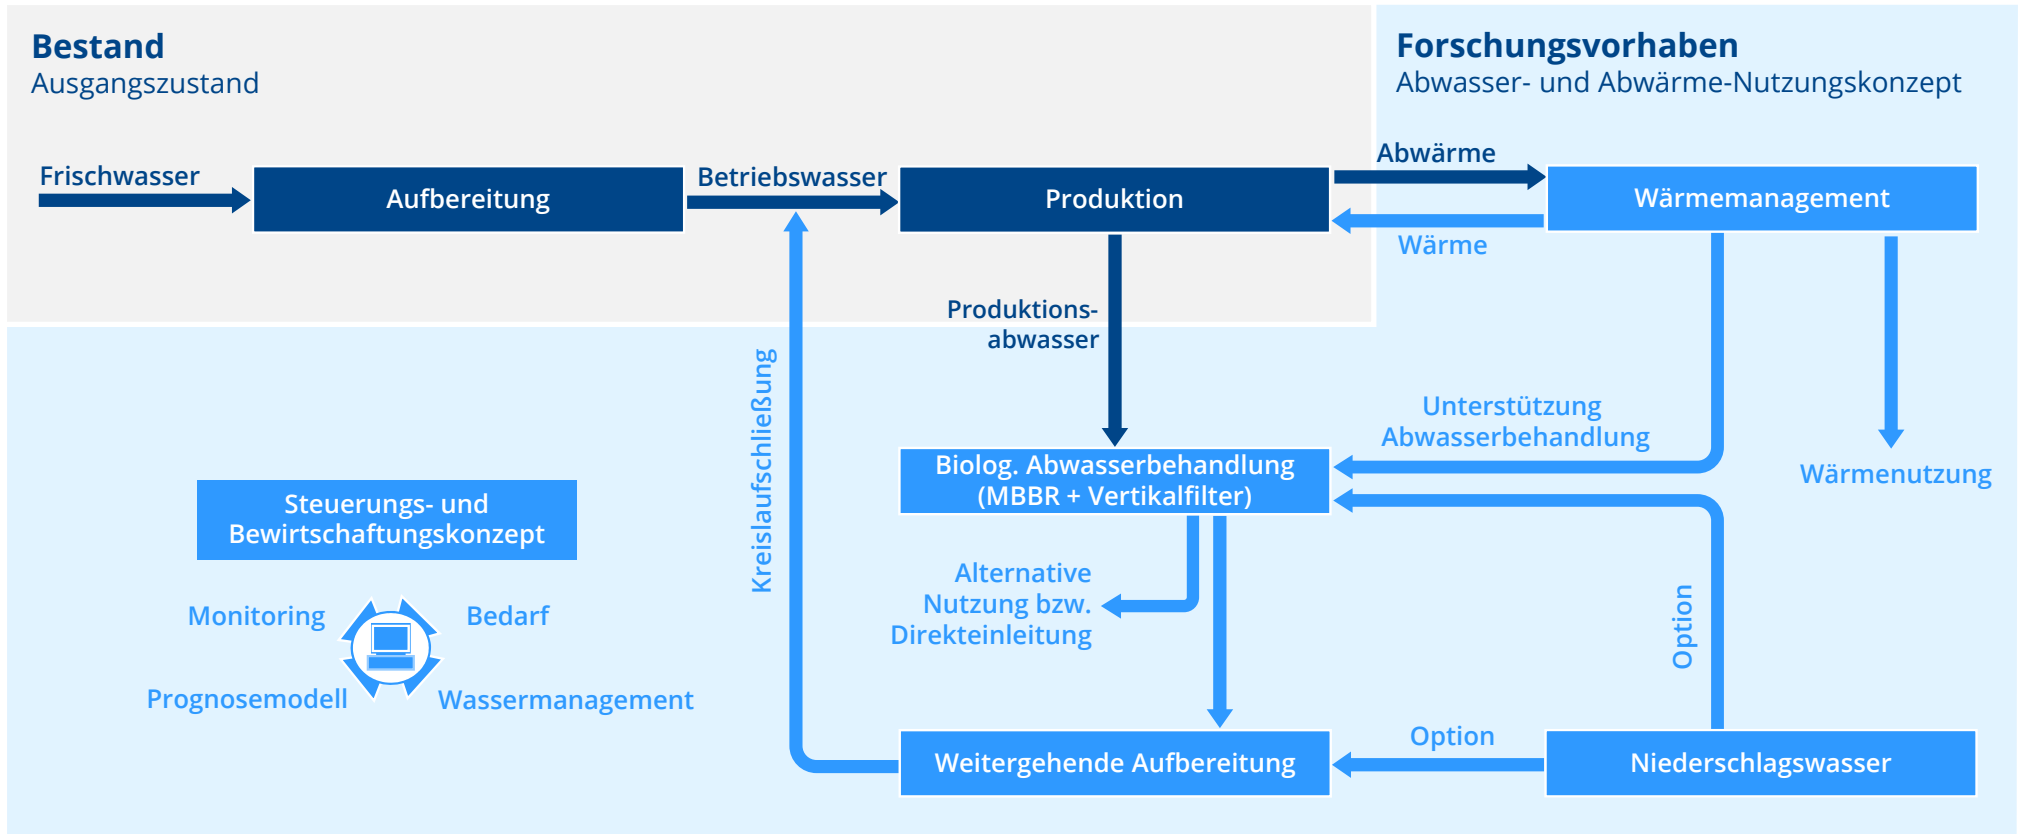 Bestand
Ausgangszustand
Forschungsvorhaben
Abwasser- und Abwärme-Nutzungskonzept
Frischwasser
Aufbereitung
Betriebswasser
Produktion
Abwärme
Wärmemanagement
Wärme
Produktions-
abwasser
Kreislaufschließung
Unterstützung
Abwasserbehandlung
Wärmenutzung
Biolog. Abwasserbehandlung
(MBBR + Vertikalfilter)
Steuerungs- und
Bewirtschaftungskonzept
Monitoring
Bedarf
Prognosemodell
Wassermanagement
Alternative
Nutzung bzw.
Direkteinleitung
Option
Option
Weitergehende Aufbereitung
Niederschlagswasser